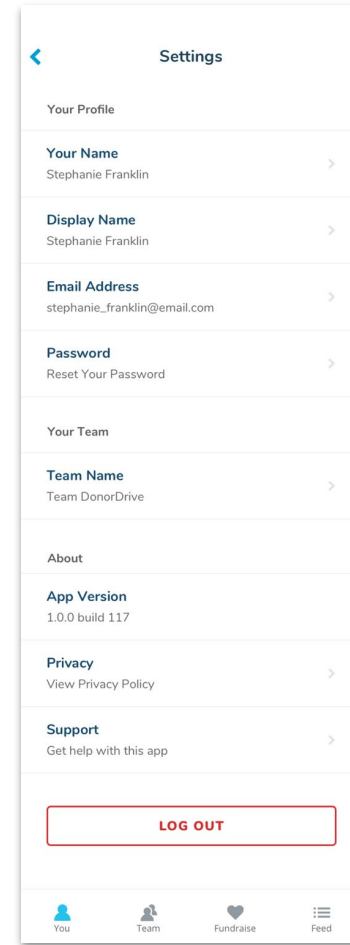 Settings
Your Profile
Your Name
Stephanie Franklin
Display Name
Stephanie Franklin
Email Address
stephanie_franklin@email.com
Password
Reset Your Password
Your Team
Team Name
Team DonorDrive
About
App Version
1.0.0 build 117
Privacy
View Privacy Policy
Support
Get help with this app
LOG OUT
You Team Fundraise Feed